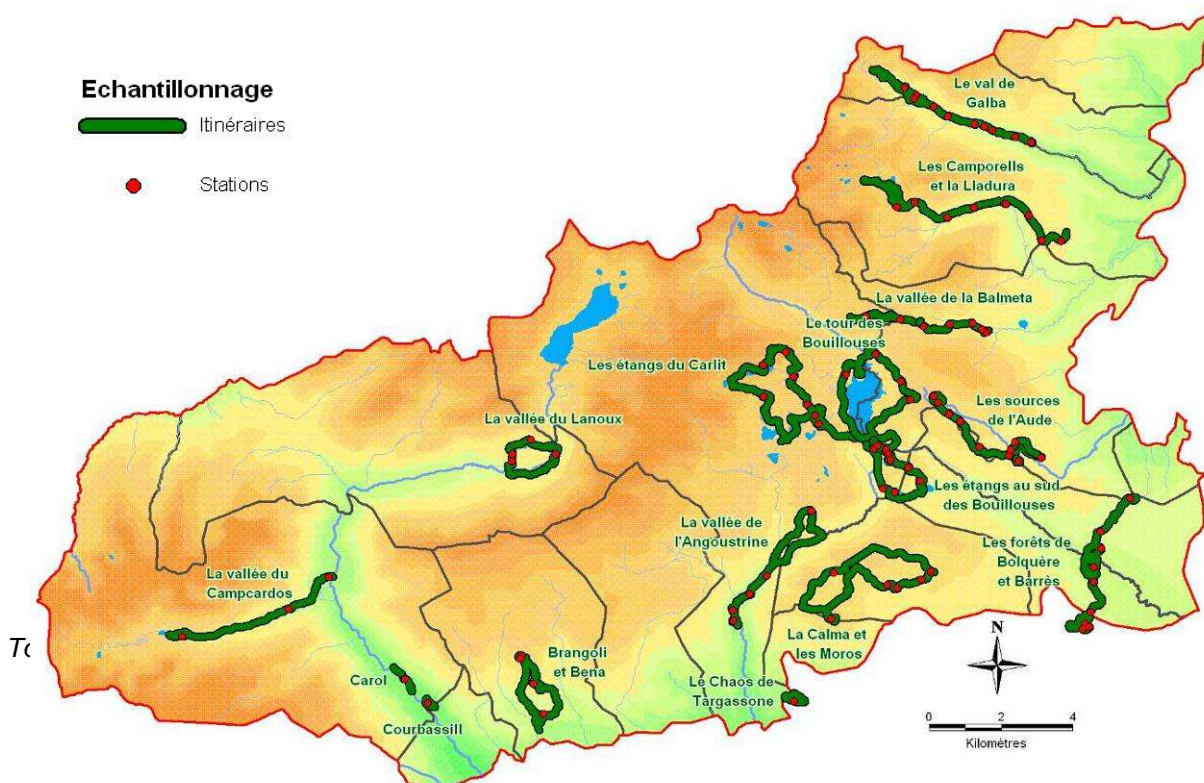 Echantillonnage
Itinéraires
Stations
Le val de
Galba
Les Camporells
et la Lladura
La vallée de la Balmeta
Le tour des
Bouillouses
Les étangs du Carlit
Les sources
de l'Aude
La vallée du Lanoux
Les étangs au sud
des Bouillouses
La vallée de
l'Angoustrine
Les forêts de
Bolquère
et Barrès
La vallée du
Campcardos
La Calma et
les Moros
N
Brangoli
et Bena
Carol
Le Chaos de
Targassone
Courbassill
0 2 4
Kilomètres